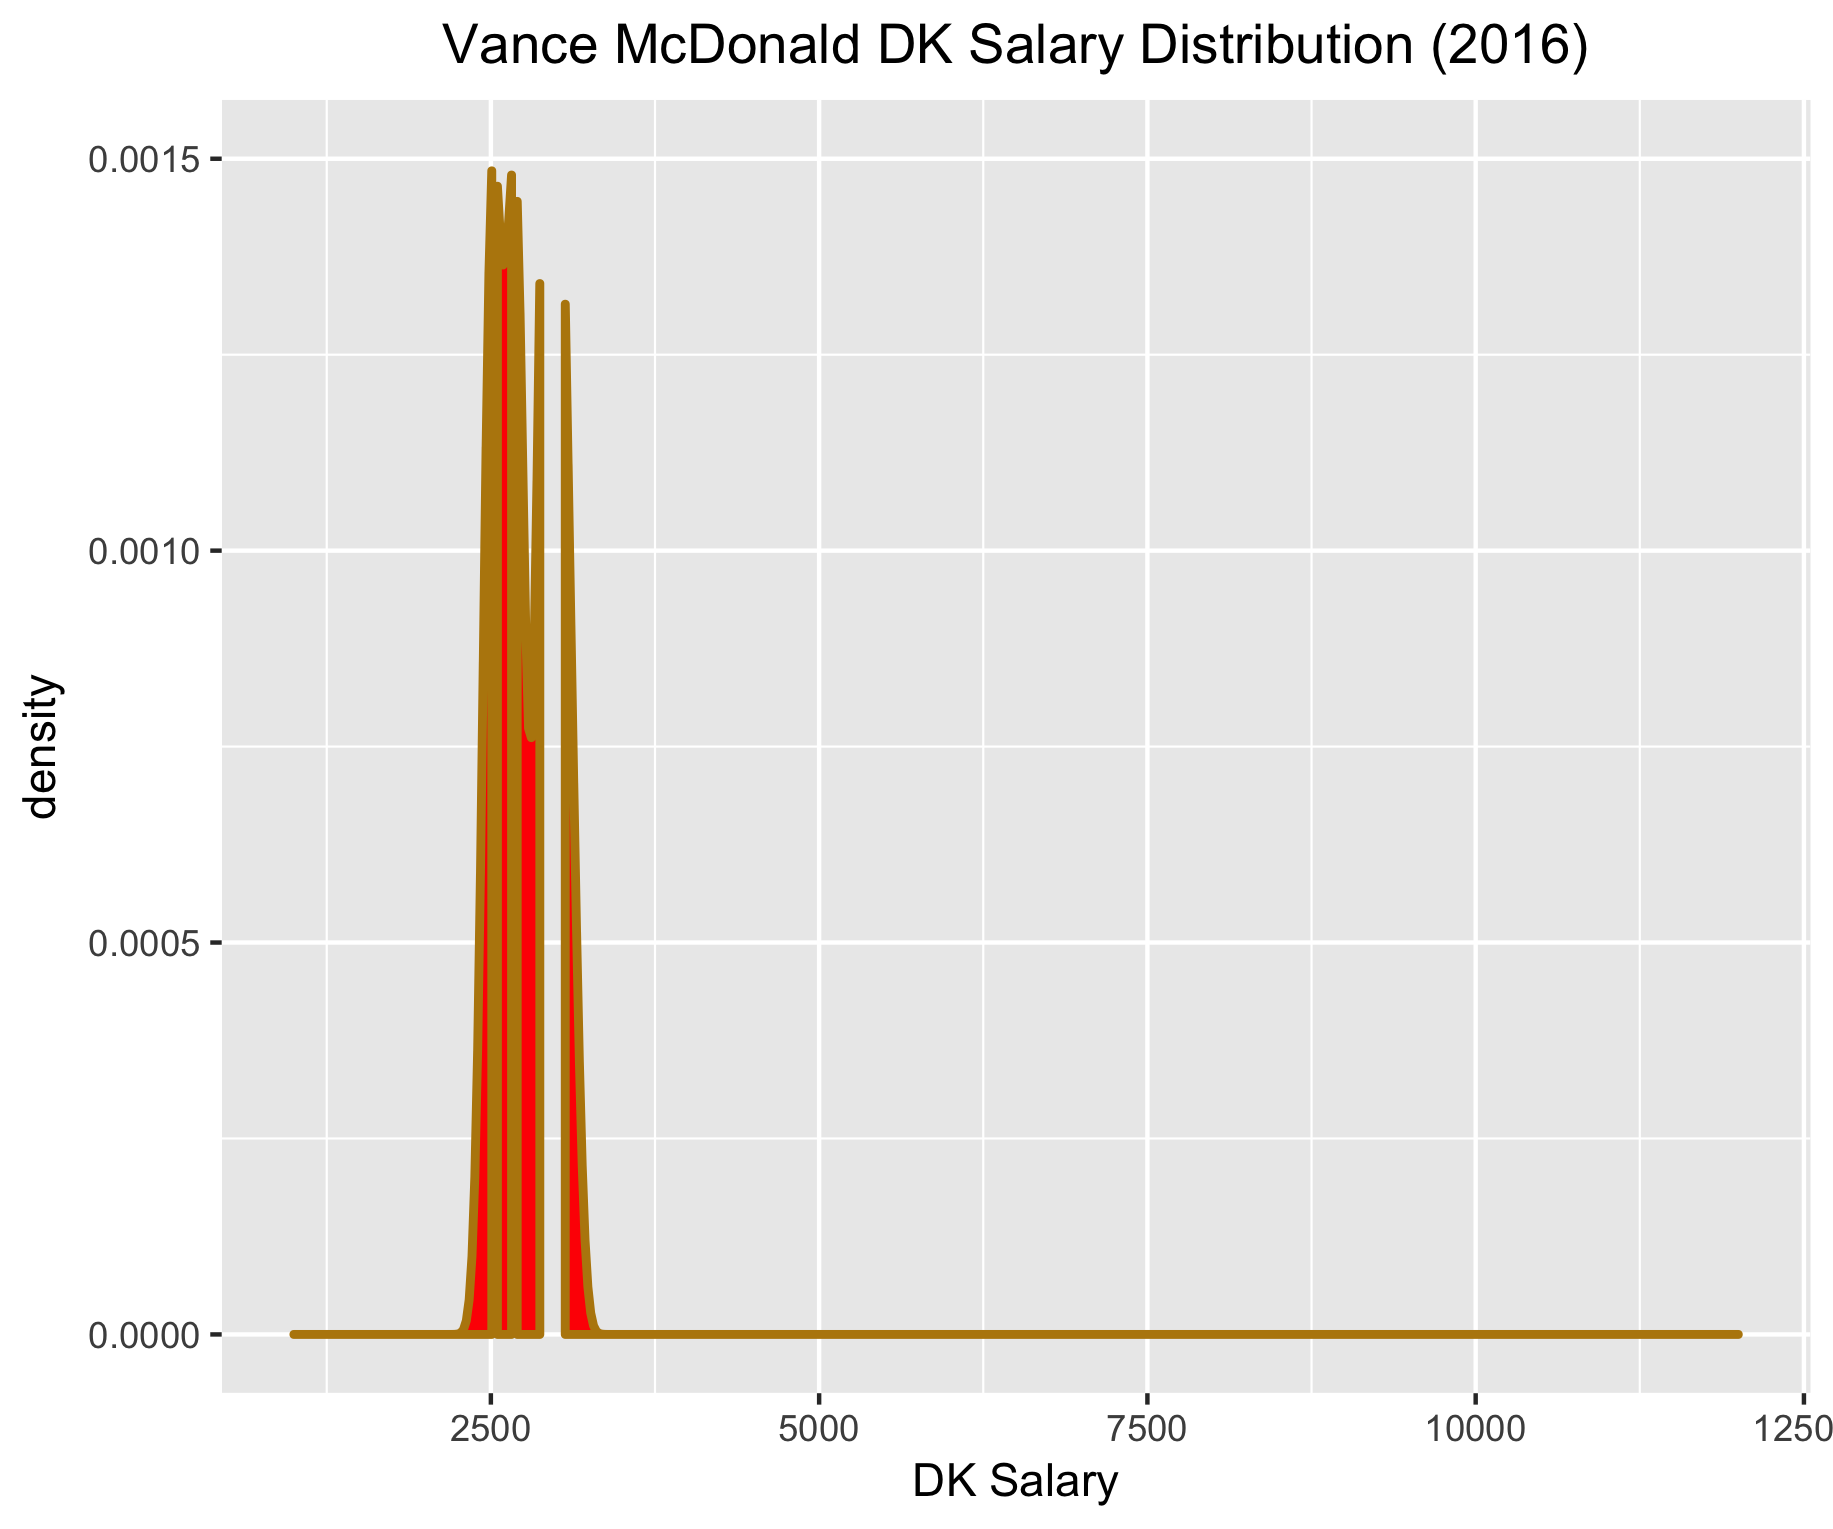 Vance McDonald DK Salary Distribution (2016)
0.0015
0.0010
0.0005
0.0000
density
2500 5000 7500 10000 1250
DK Salary